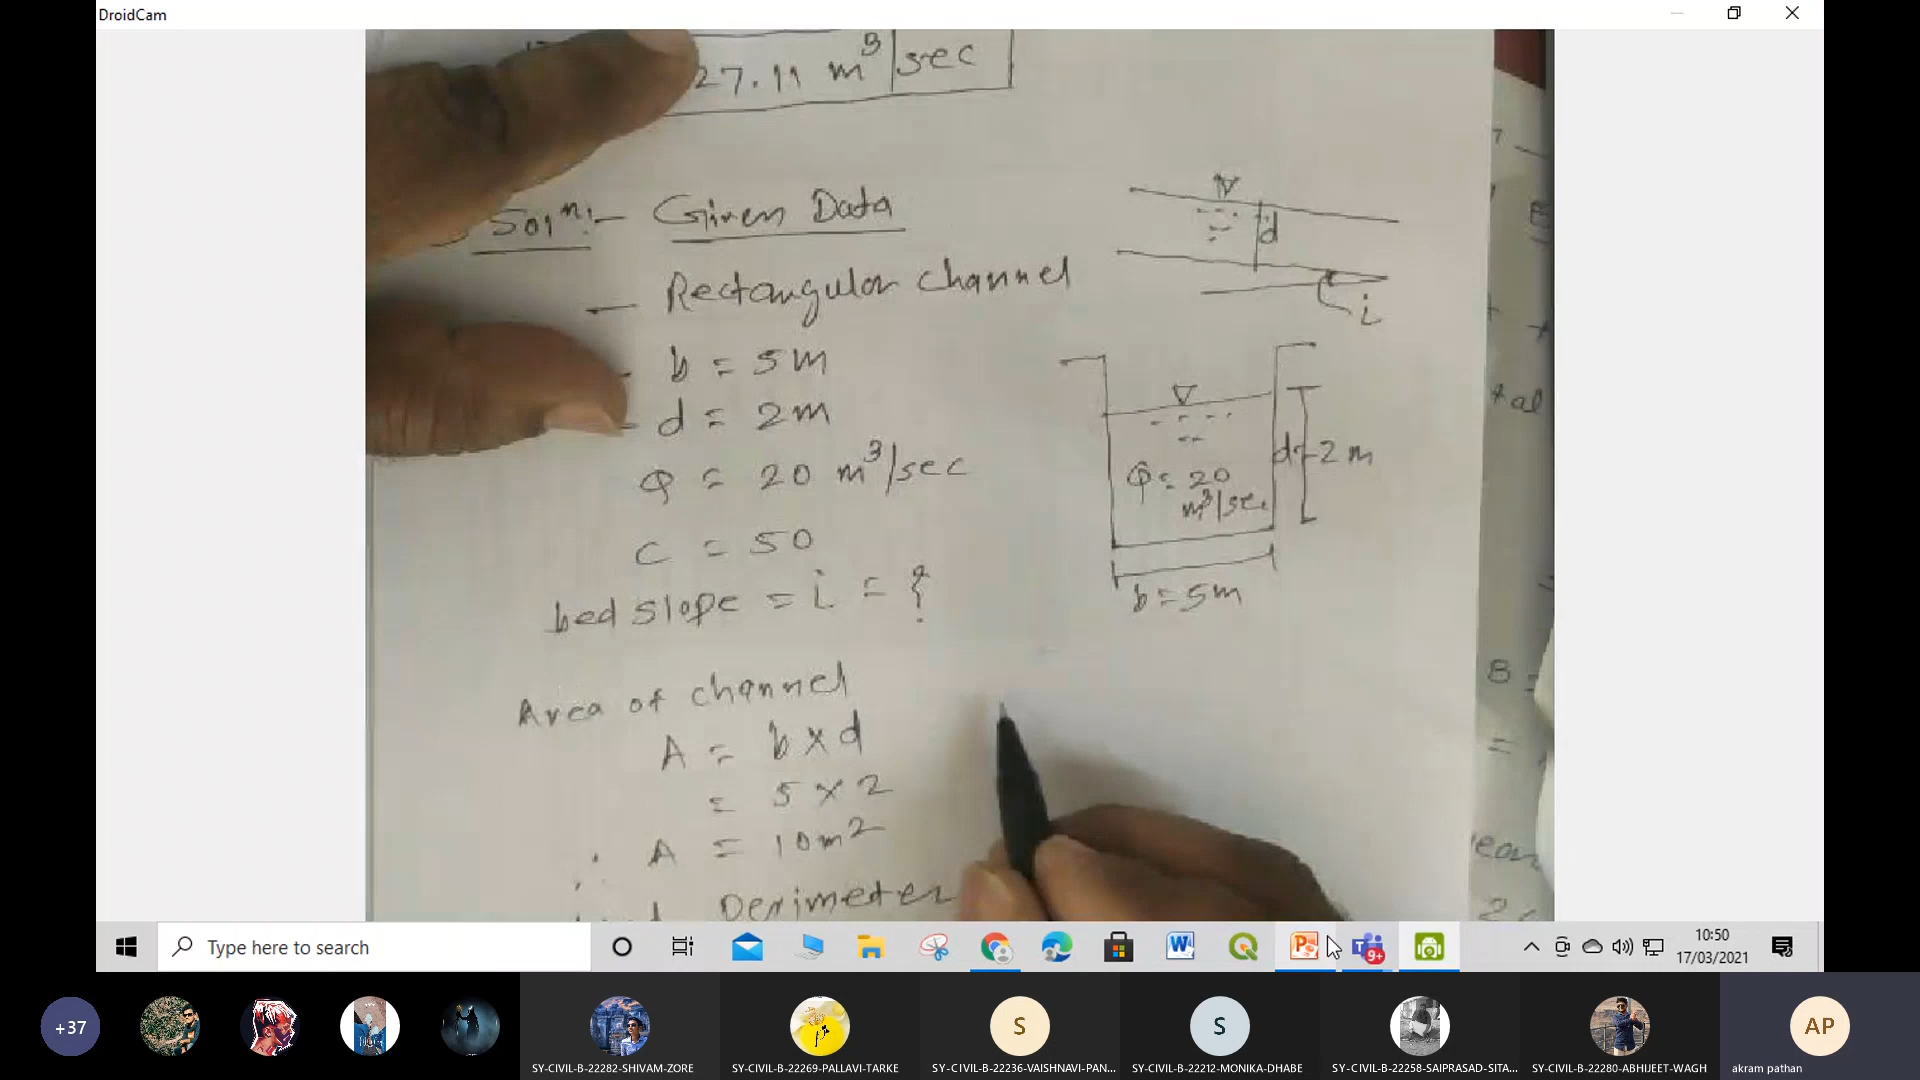 DroidCam
27.11 m³/sec
Solⁿ:- Given Data
- Rectangular channel
- b = 5m
- d = 2m
Q = 20 m³/sec
C = 50
bed slope = i = ?
Area of channel
A = b × d
= 5 × 2
∴ A = 10m²
Perimeter
d
i
Q = 20
m³/sec
d = 2 m
b = 5m
8
=
Type here to search
10:50
17/03/2021
9+
+37
SY-CIVIL-B-22282-SHIVAM-ZORE
SY-CIVIL-B-22269-PALLAVI-TARKE
S
SY-CIVIL-B-22236-VAISHNAVI-PAN...
S
SY-CIVIL-B-22212-MONIKA-DHABE
SY-CIVIL-B-22258-SAIPRASAD-SITA...
SY-CIVIL-B-22280-ABHIJEET-WAGH
AP
akram pathan